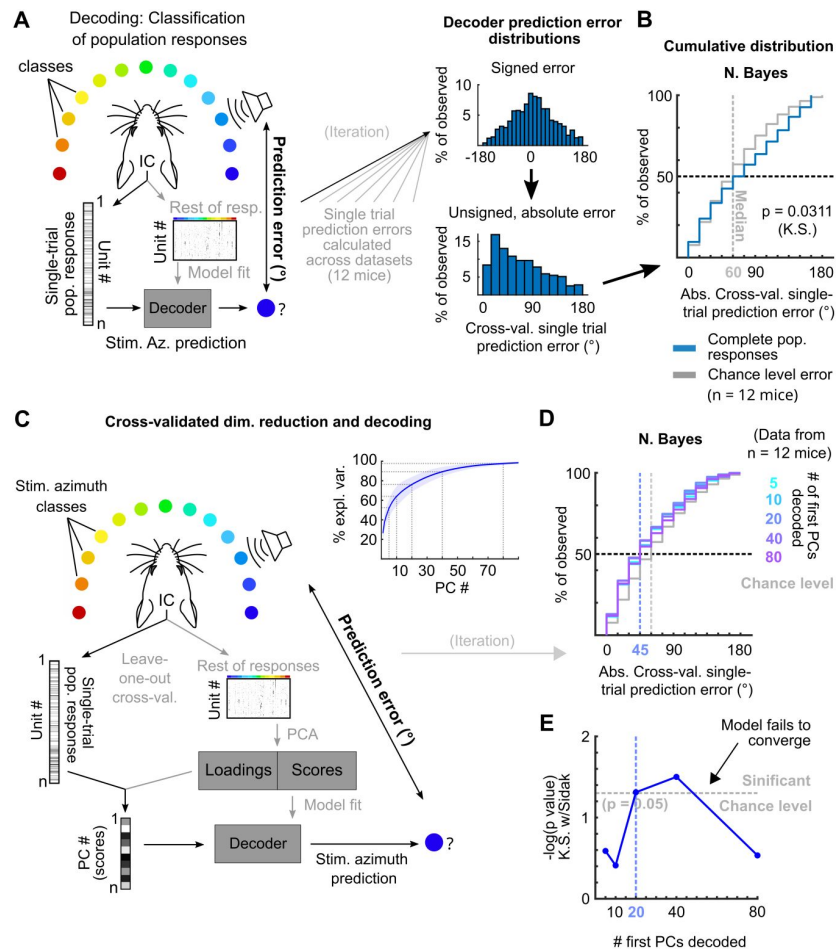 A
Decoding: Classification
of population responses
classes
IC
1
Single-trial
pop. response
Unit #
n
Rest of resp.
Unit #
Model fit
Decoder
?
Stim. Az. prediction
Prediction error (°)
(Iteration)
Single trial
prediction errors
calculated
across datasets
(12 mice)
Decoder prediction error
distributions
Signed error
% of observed
10
5
0
-180
0
180
Unsigned, absolute error
% of observed
15
10
5
0
0
90
180
Cross-val. single trial
prediction error (°)
B
Cumulative distribution
N. Bayes
% of observed
100
50
Median
p = 0.0311
(K.S.)
0
60
90
180
Abs. Cross-val. single-
trial prediction error (°)
Complete pop.
responses
Chance level error
(n = 12 mice)
C
Cross-validated dim. reduction and decoding
Stim. azimuth
classes
IC
% expl. var.
100
80
60
40
20
10
30
50
70
PC #
Leave-
one-out
cross-val.
1
Unit #
Single-trial
pop. response
n
Rest of responses
Unit #
PCA
Loadings
Scores
Model fit
1
PC #
(scores)
n
Decoder
Stim. azimuth
prediction
?
Prediction error (°)
(Iteration)
D
N. Bayes
(Data from
n = 12 mice)
% of observed
100
50
5
10
20
40
80
# of first PCs
decoded
Chance level
0
45
90
180
Abs. Cross-val. single-
trial prediction error (°)
E
Model fails to
converge
-log(p value)
K.S. w/Sidak
2
1
0
Sinificant
(p = 0.05)
Chance level
10
20
40
80
# first PCs decoded